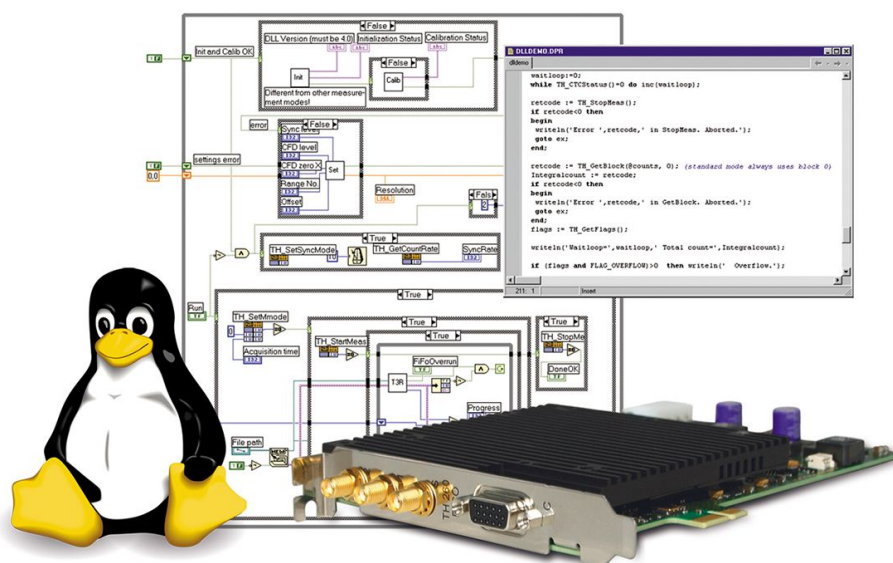 False
DLL Version (must be 4.0)
Initialization Status
Calibration Status
abc
abc
abc
Init and Calib OK
False
Init
Calib
Different from other measure-
ment modes!
error
False
Sync level
CFD level
settings error
CFD zero X
Set
0,0
Range No.
Resolution
Offset
Fals
True
TH_SetSyncMode
TH_GetCountRate
SyncRate
Run
True
TH_SetMmode
True
True
0
TH_StartMeas
True
TH_StopMe
Acquisition time
FiFoOverrun
T3R
DoneOK
Progress
File path
DLLDEMO.DPR
dlldemo
waitloop:=0;
while TH_CTCStatus()=0 do inc(waitloop);
retcode := TH_StopMeas();
if retcode<0 then
begin
writeln('Error ',retcode,' in StopMeas. Aborted.');
goto ex;
end;
retcode := TH_GetBlock(@counts, 0); (standard mode always uses block 0)
Integralcount := retcode;
if retcode<0 then
begin
writeln('Error ',retcode,' in GetBlock. Aborted.');
goto ex;
end;
flags := TH_GetFlags();
writeln('Waitloop=',waitloop,' Total count=',Integralcount);
if (flags and FLAG_OVERFLOW)>0 then writeln('  Overflow.');
211: 1
Insert